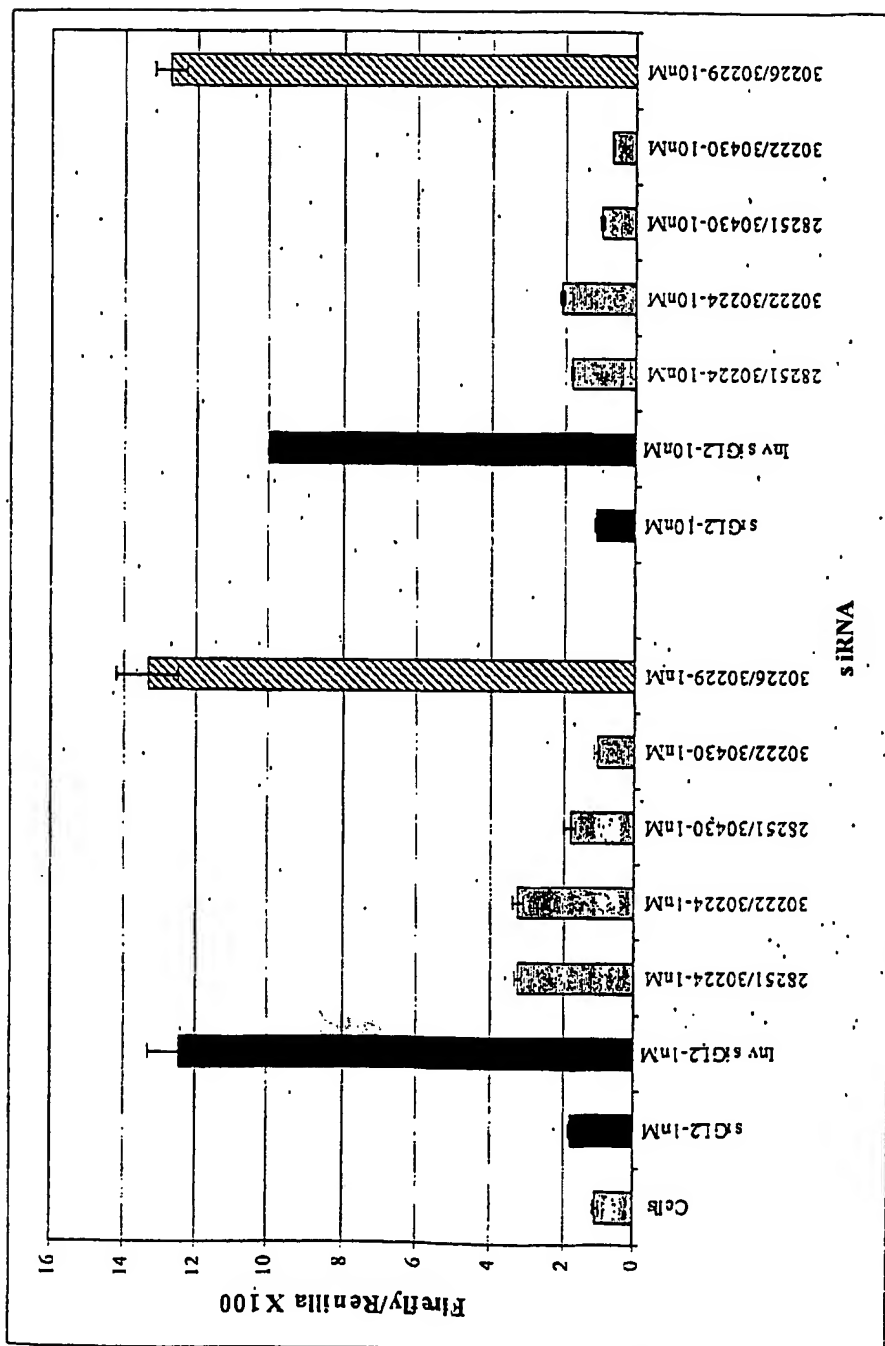 Firefly/Renilla X 100
16
14
12
10
8
6
4
2
0
Cells
siGL2-1nM
Inv siGL2-1nM
28251/30224-1nM
30222/30224-1nM
28251/30430-1nM
30222/30430-1nM
30226/30229-1nM
siGL2-10nM
Inv siGL2-10nM
28251/30224-10nM
30222/30224-10nM
28251/30430-10nM
30222/30430-10nM
30226/30229-10nM
siRNA